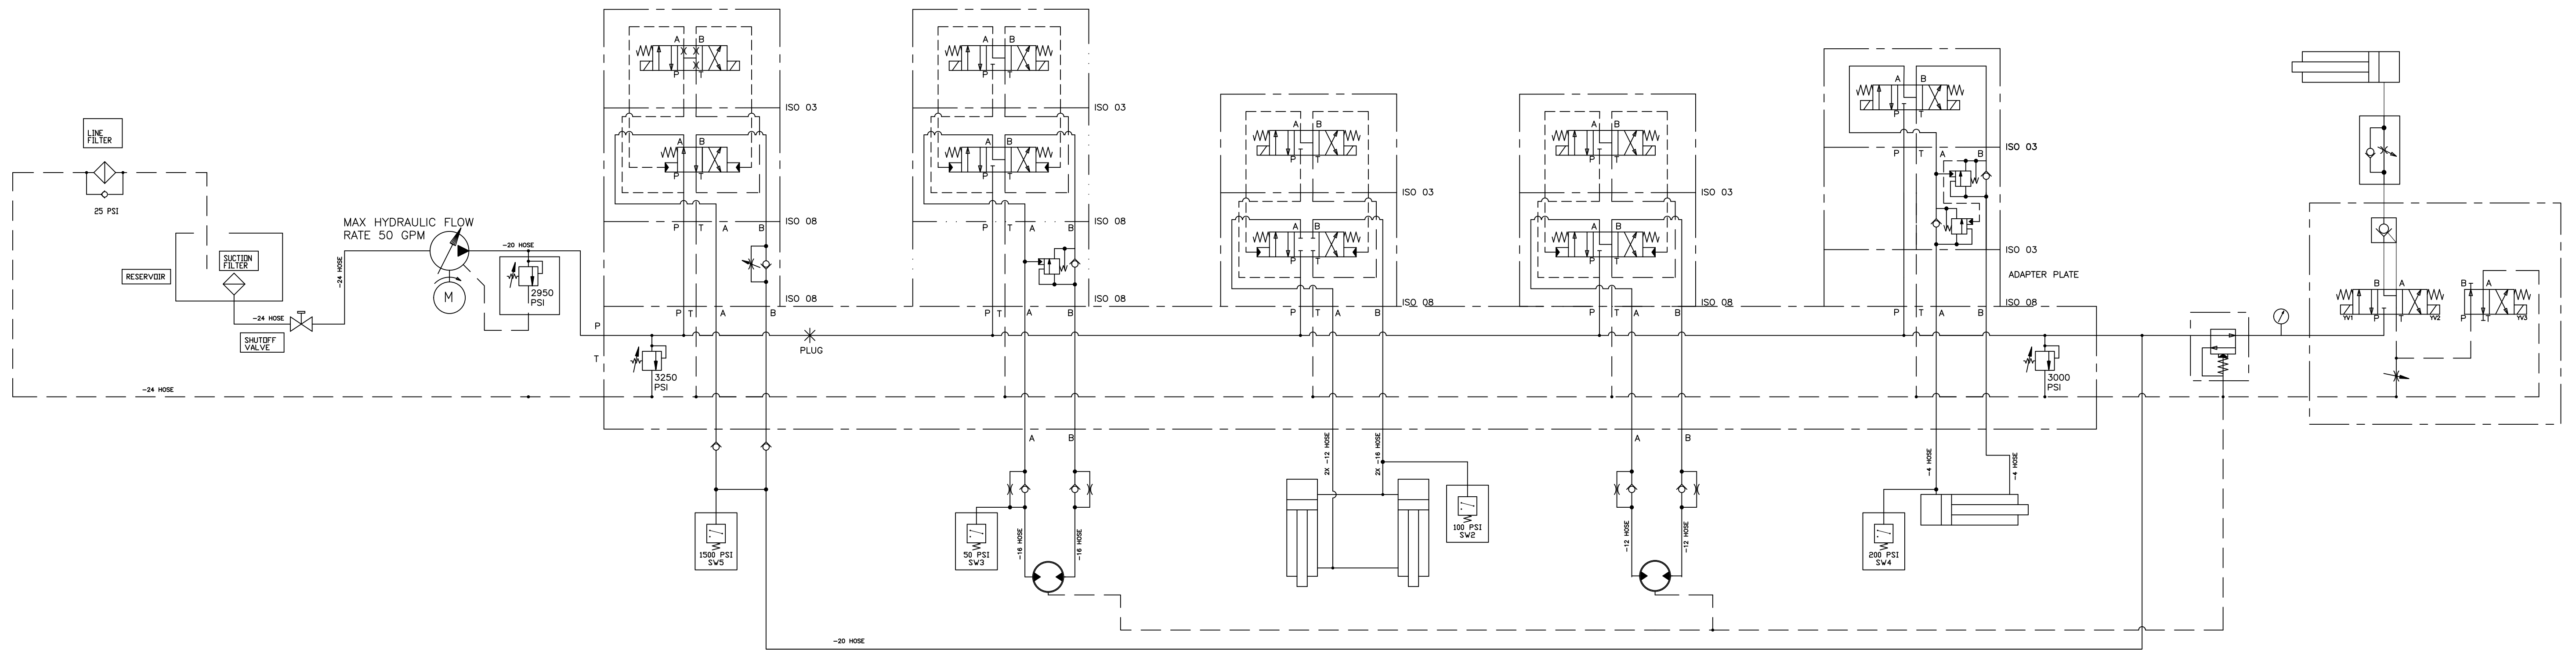 LINE
FILTER
25 PSI
RESERVOIR
SUCTION
FILTER
-24 HOSE
SHUTOFF
VALVE
-24 HOSE
MAX HYDRAULIC FLOW
RATE 50 GPM
M
-20 HOSE
2950
PSI
-24 HOSE
P
T
3250
PSI
A B
P T
ISO 03
A B
P T
ISO 08
P T A B
ISO 08
P T A B
PLUG
1500 PSI
SW5
-20 HOSE
A B
P T
ISO 03
A B
P T
ISO 08
P T A B
ISO 08
P T A B
A B
50 PSI
SW3
-16 HOSE
-16 HOSE
A B
P T
ISO 03
A B
P T
ISO 08
P T A B
2X -12 HOSE
2X -16 HOSE
100 PSI
SW2
A B
P T
ISO 03
A B
P T
ISO 08
P T A B
A B
-12 HOSE
-12 HOSE
A B
P T
ISO 03
P T A B
ISO 03
ADAPTER PLATE
ISO 08
P T A B
-4 HOSE
-4 HOSE
200 PSI
SW4
3000
PSI
B A
YV1 P T YV2
B A
P T YV3